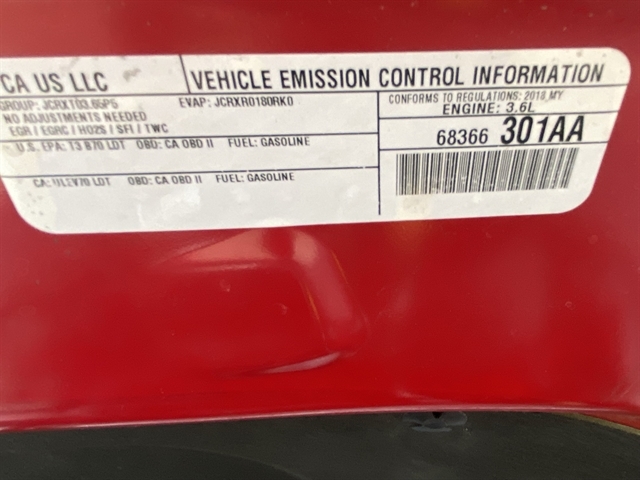 CA US LLC
VEHICLE EMISSION CONTROL INFORMATION
GROUP: JCRXT03.65P5 EVAP: JCRXR0180RK0
NO ADJUSTMENTS NEEDED
EGR / EGRC / HO2S / SFI / TWC
CONFORMS TO REGULATIONS: 2018 MY
ENGINE: 3.6L
U.S. EPA: T3 B70 LDT OBD: CA OBD II FUEL: GASOLINE
68366 301AA
CA: ULEV70 LDT OBD: CA OBD II FUEL: GASOLINE